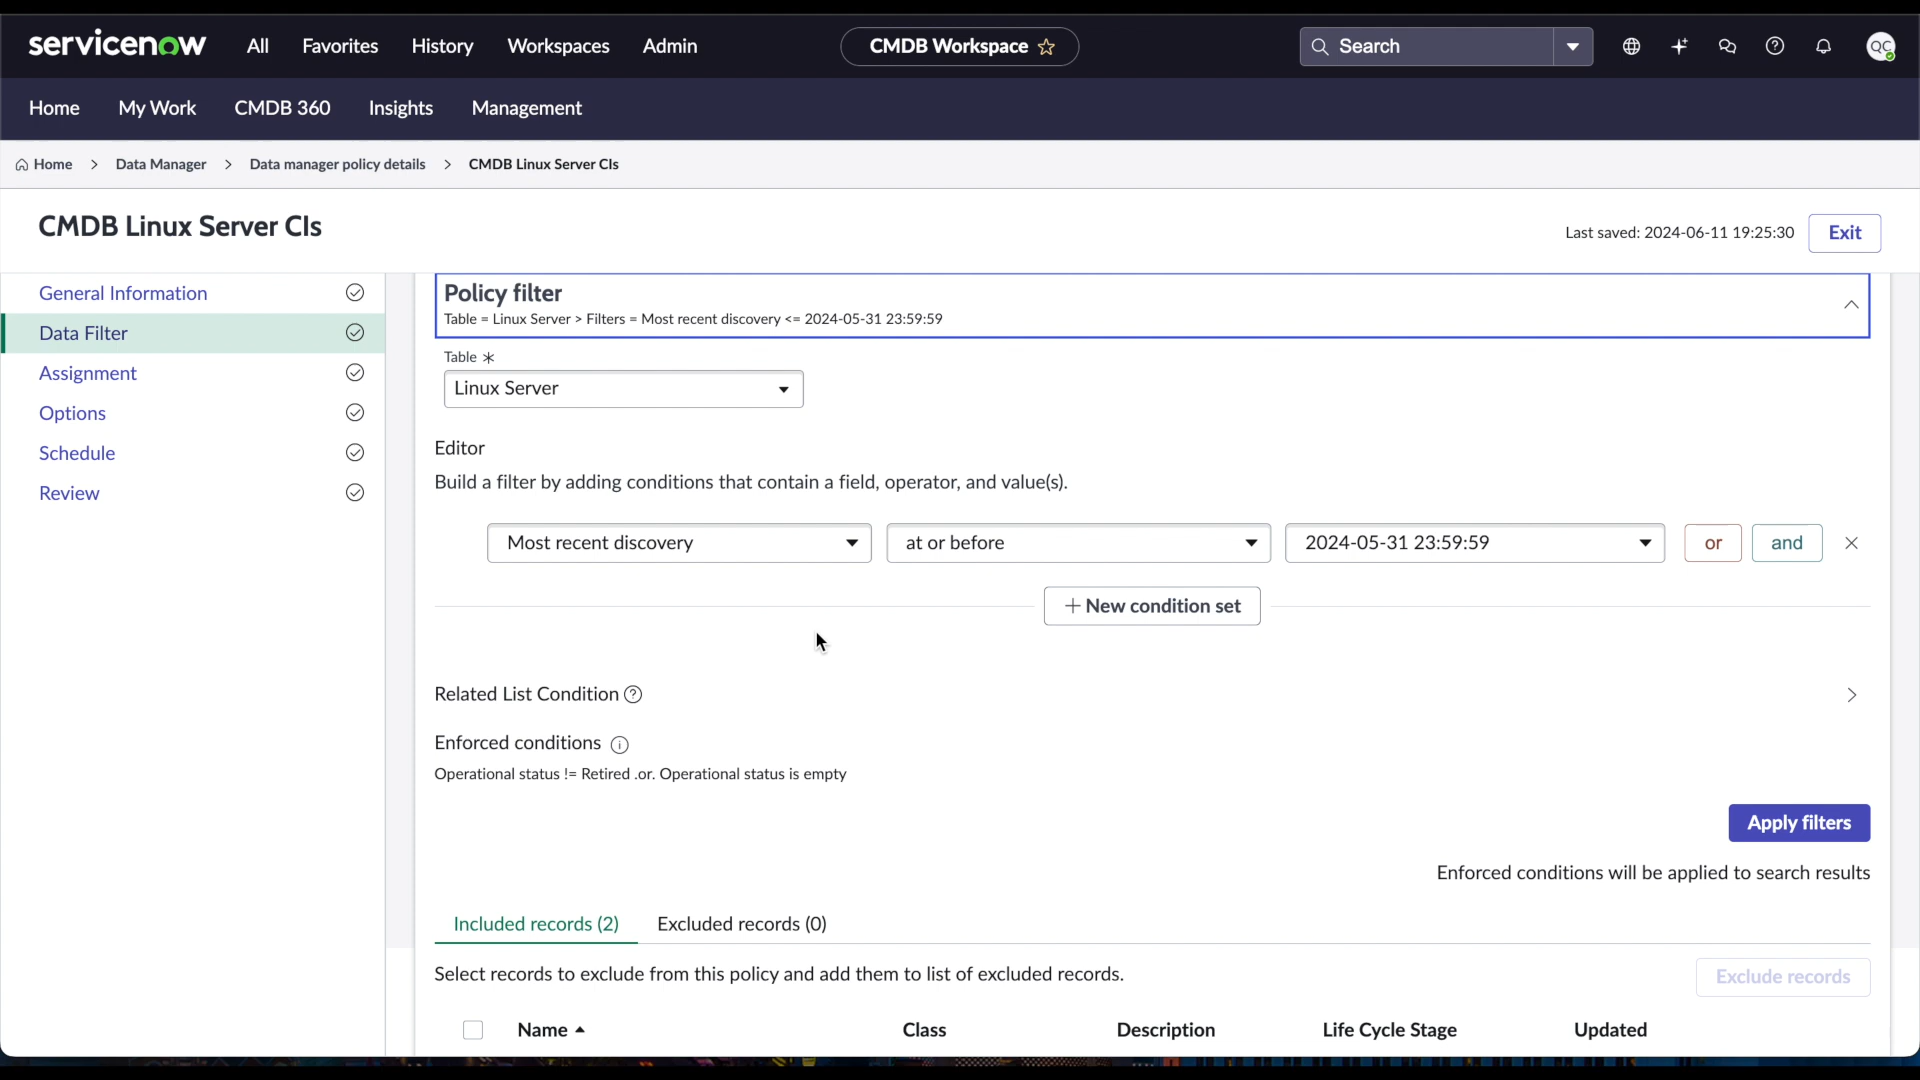 servicenow All Favorites History Workspaces Admin CMDB Workspace Search QC
Home My Work CMDB 360 Insights Management
Home > Data Manager > Data manager policy details > CMDB Linux Server CIs
CMDB Linux Server CIs
Last saved: 2024-06-11 19:25:30 Exit
General Information
Data Filter
Assignment
Options
Schedule
Review
Policy filter
Table = Linux Server > Filters = Most recent discovery <= 2024-05-31 23:59:59
Table *
Linux Server
Editor
Build a filter by adding conditions that contain a field, operator, and value(s).
Most recent discovery at or before 2024-05-31 23:59:59 or and
+ New condition set
Related List Condition
Enforced conditions
Operational status != Retired .or. Operational status is empty
Apply filters
Enforced conditions will be applied to search results
Included records (2) Excluded records (0)
Select records to exclude from this policy and add them to list of excluded records. Exclude records
Name Class Description Life Cycle Stage Updated